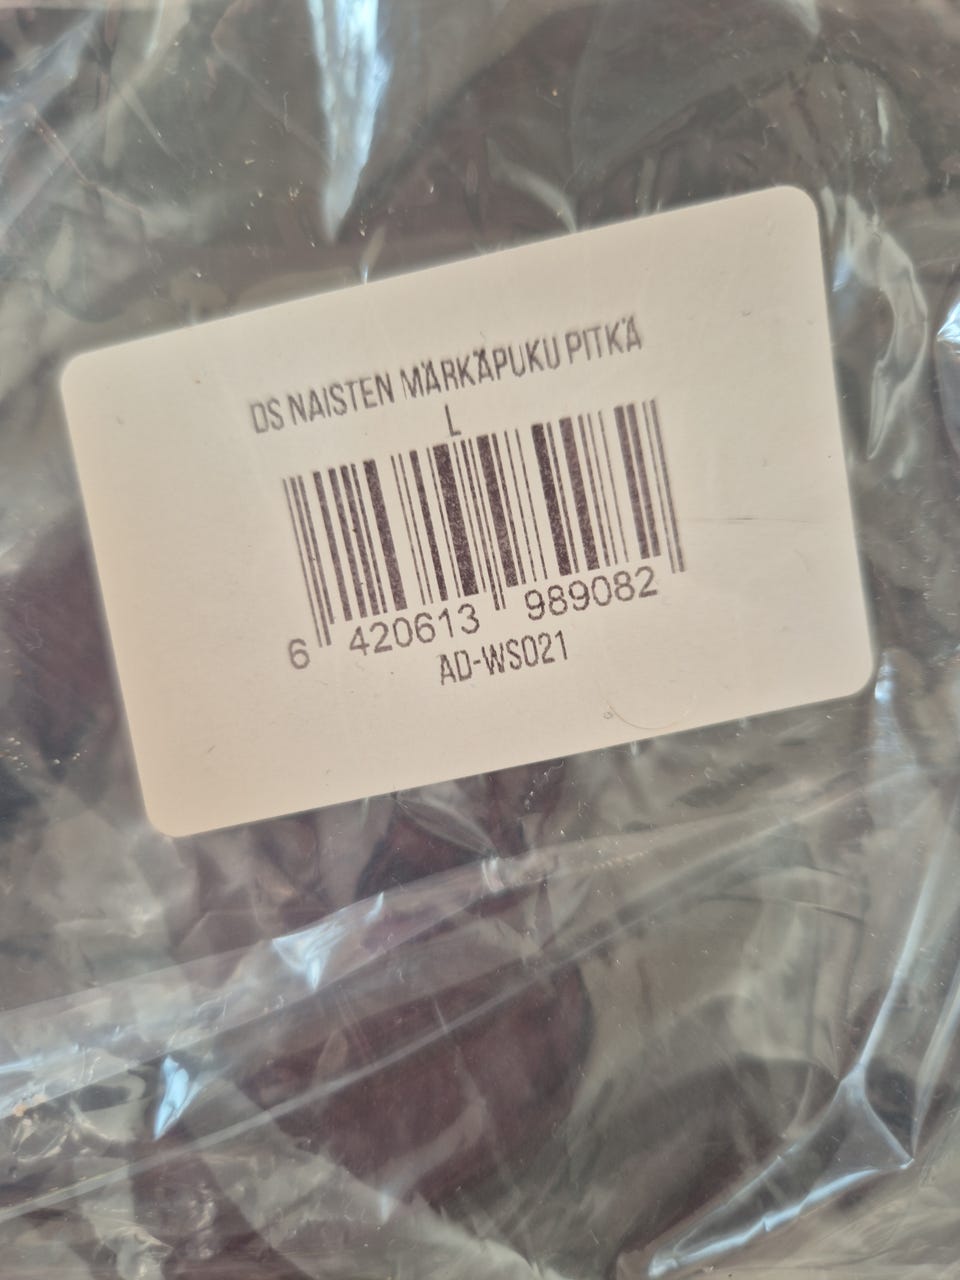 DS NAISTEN MÄRKÄPUKU PITKÄ
L
6 420613 989082
AD-WS021